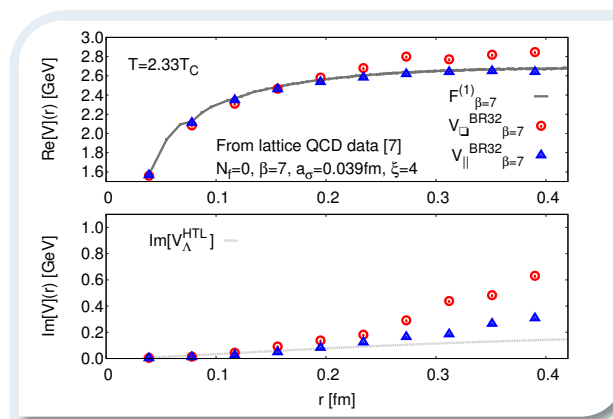 3.0
2.8
2.6
2.4
2.2
2.0
1.8
1.6
Re[V](r) [GeV]
T=2.33T_C
F^(1)_β=7
V_□^BR32_β=7
V_||^BR32_β=7
From lattice QCD data [7]
N_f=0, β=7, a_σ=0.039fm, ξ=4
0 0.1 0.2 0.3 0.4
1.0
0.8
0.6
0.4
0.2
0.0
Im[V](r) [GeV]
Im[V_Λ^HTL]
0 0.1 0.2 0.3 0.4
r [fm]